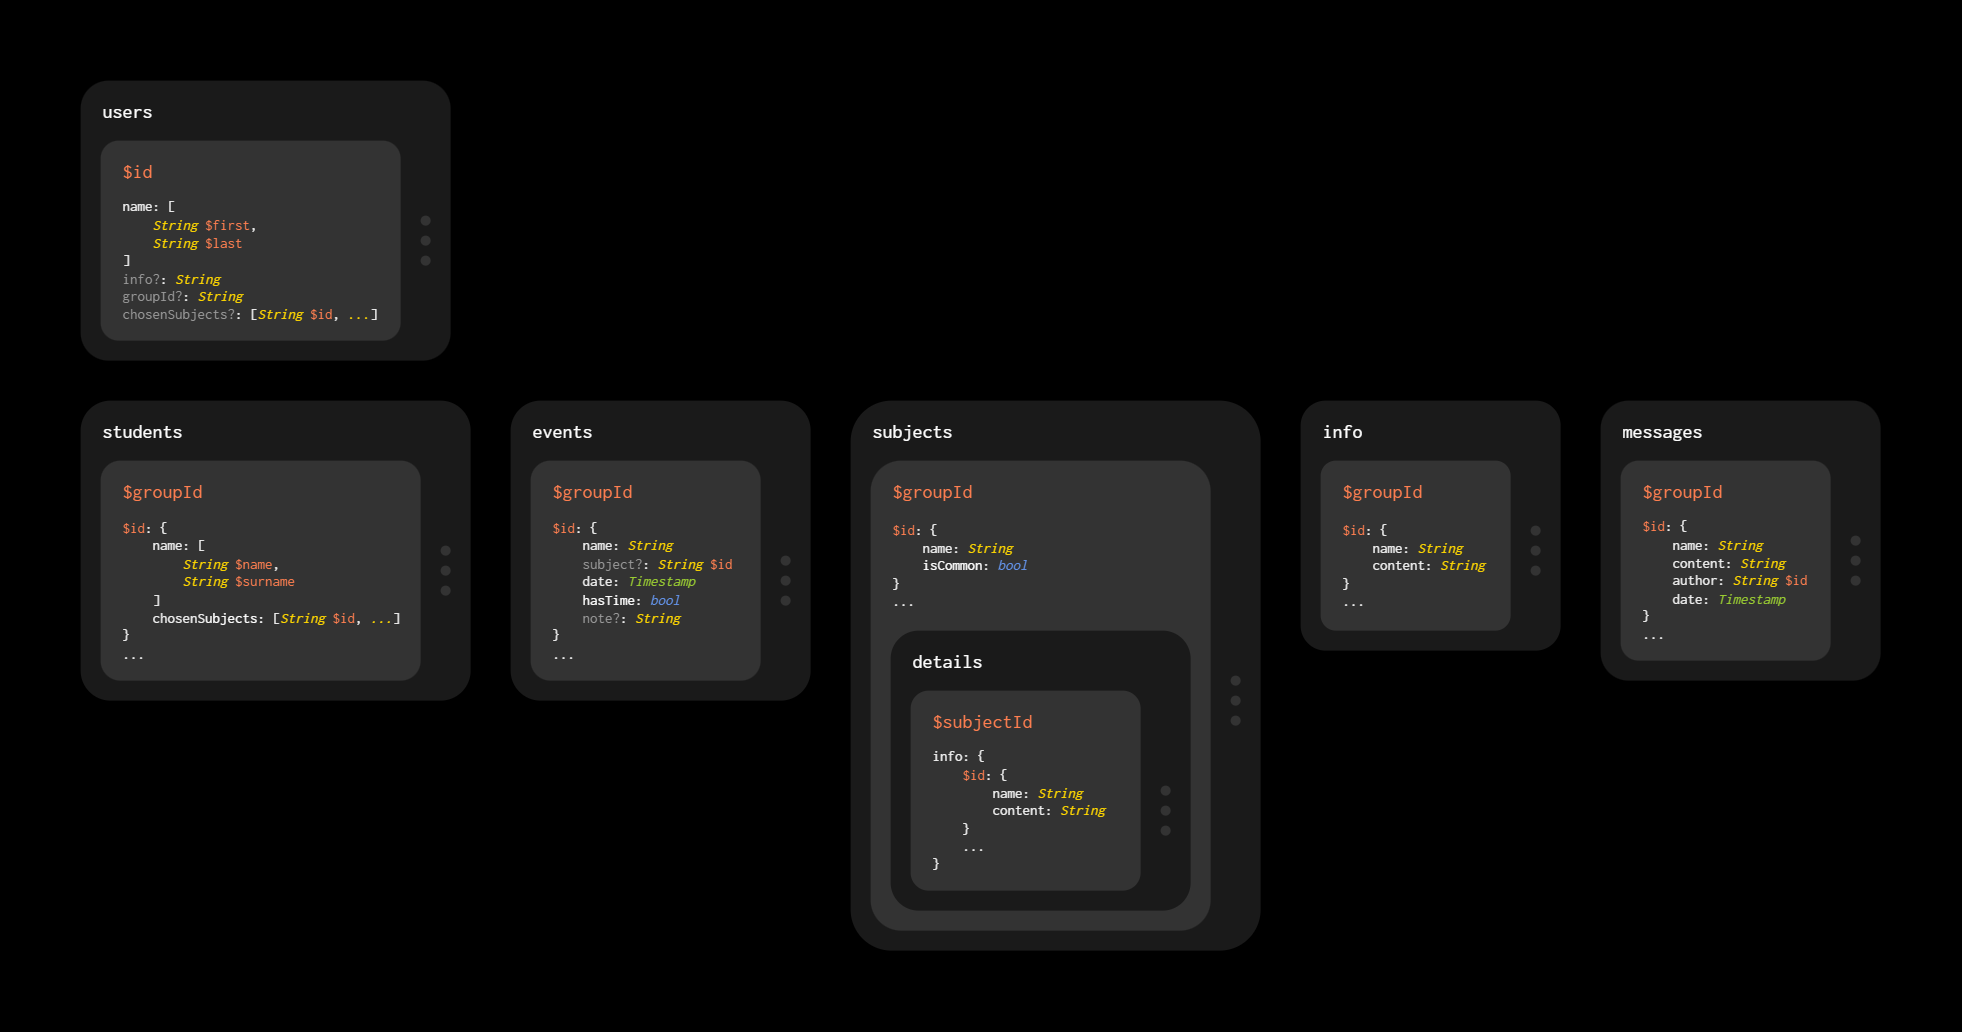 users
$id
name: [
    String $first,
    String $last
]
info?: String
groupId?: String
chosenSubjects?: [String $id, ...]
students
$groupId
$id: {
    name: [
        String $name,
        String $surname
    ]
    chosenSubjects: [String $id, ...]
}
...
events
$groupId
$id: {
    name: String
    subject?: String $id
    date: Timestamp
    hasTime: bool
    note?: String
}
...
subjects
$groupId
$id: {
    name: String
    isCommon: bool
}
...
details
$subjectId
info: {
    $id: {
        name: String
        content: String
    }
    ...
}
info
$groupId
$id: {
    name: String
    content: String
}
...
messages
$groupId
$id: {
    name: String
    content: String
    author: String $id
    date: Timestamp
}
...